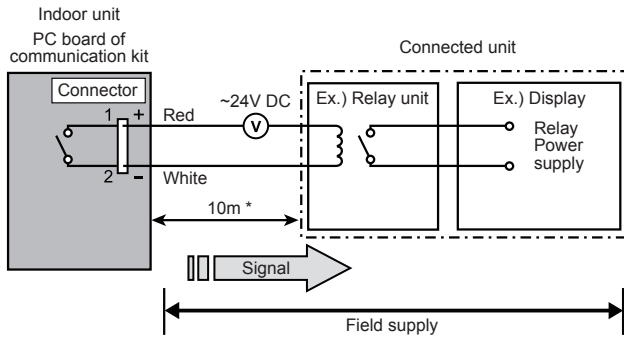 Indoor unit
PC board of
communication kit
Connector
1 +
2 -
Red
White
~24V DC
V
10m *
Signal
Connected unit
Ex.) Relay unit
Ex.) Display
Relay
Power
supply
Field supply